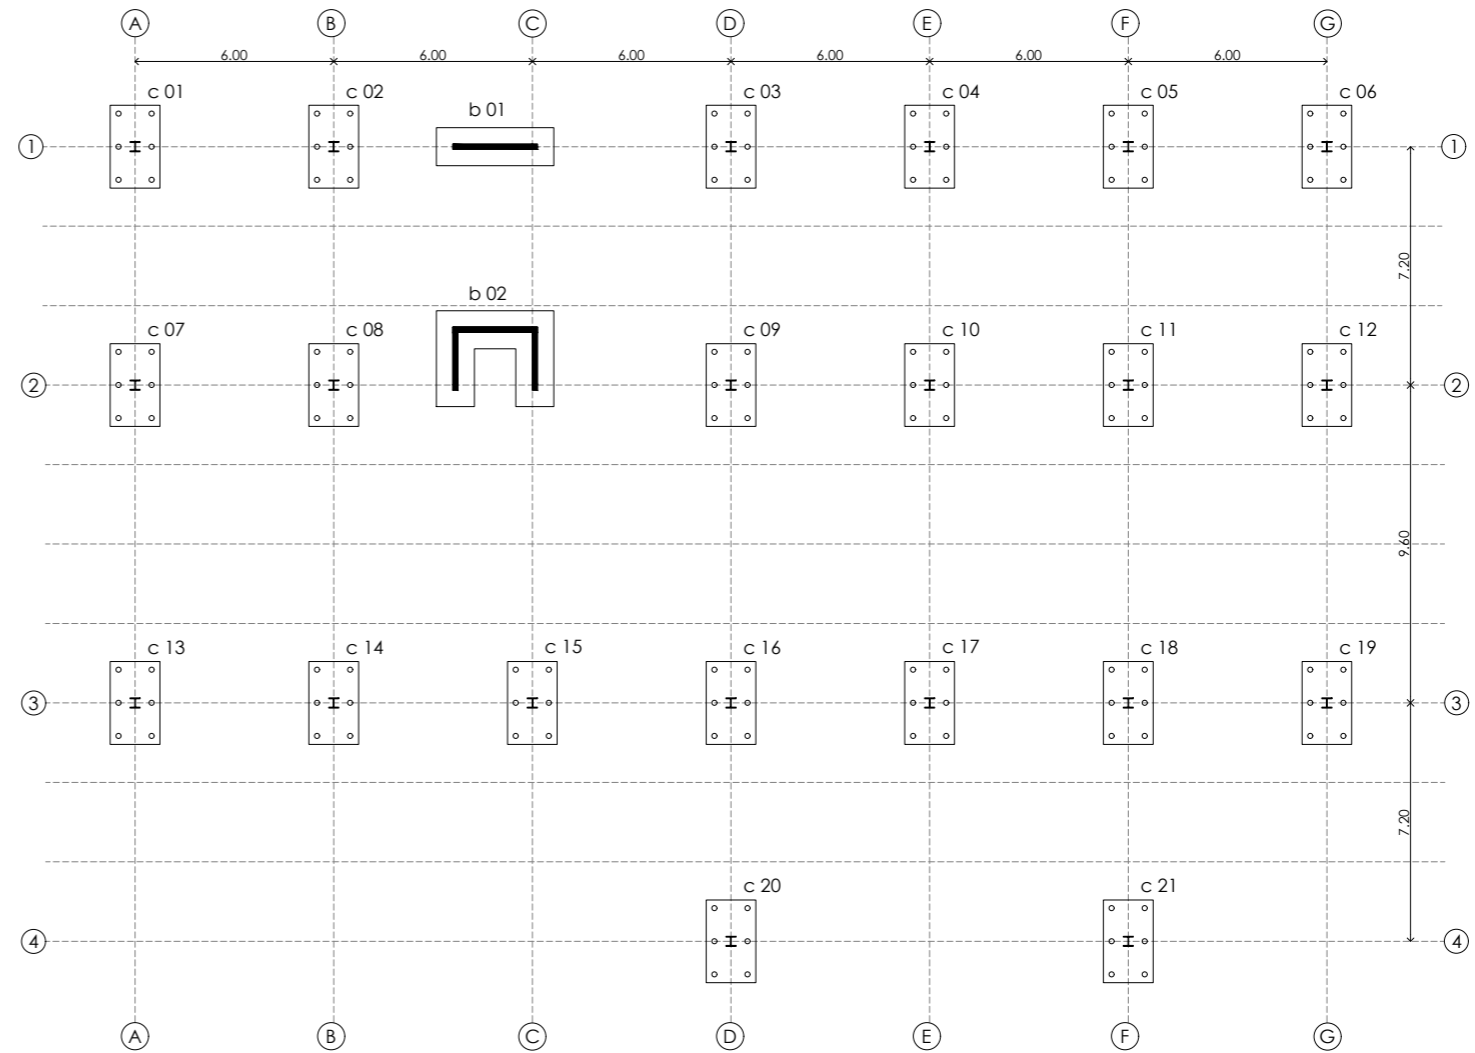 A B C D E F G
6.00 6.00 6.00 6.00 6.00 6.00
c 01 c 02 c 03 c 04 c 05 c 06
b 01
1 1
7.20
b 02
c 07 c 08 c 09 c 10 c 11 c 12
2 2
9.60
c 13 c 14 c 15 c 16 c 17 c 18 c 19
3 3
7.20
c 20 c 21
4 4
A B C D E F G